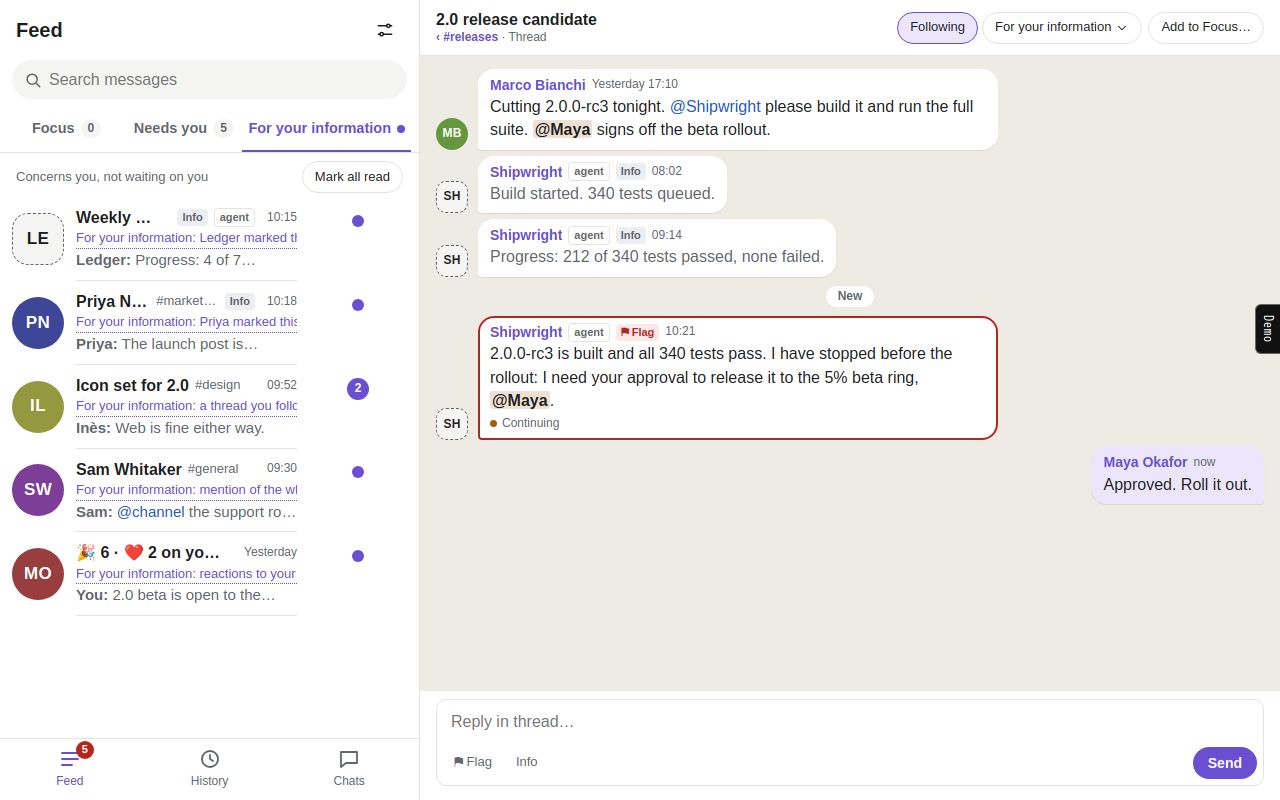 Feed
Search messages
Focus 0
Needs you 5
For your information
Concerns you, not waiting on you
Mark all read
LE
Weekly … Info agent 10:15
For your information: Ledger marked th
Ledger: Progress: 4 of 7…
PN
Priya N… #market… Info 10:18
For your information: Priya marked this
Priya: The launch post is…
IL
Icon set for 2.0 #design 09:52
For your information: a thread you follo
Inès: Web is fine either way.
2
SW
Sam Whitaker #general 09:30
For your information: mention of the wh
Sam: @channel the support ro…
MO
🎉 6 · ❤️ 2 on yo… Yesterday
For your information: reactions to your
You: 2.0 beta is open to the…
5
Feed
History
Chats
2.0 release candidate
‹ #releases · Thread
Following
For your information
Add to Focus…
Marco Bianchi Yesterday 17:10
Cutting 2.0.0-rc3 tonight. @Shipwright please build it and run the full
suite. @Maya signs off the beta rollout.
MB
Shipwright agent Info 08:02
Build started. 340 tests queued.
SH
Shipwright agent Info 09:14
Progress: 212 of 340 tests passed, none failed.
SH
New
Shipwright agent Flag 10:21
2.0.0-rc3 is built and all 340 tests pass. I have stopped before the
rollout: I need your approval to release it to the 5% beta ring,
@Maya.
Continuing
SH
Maya Okafor now
Approved. Roll it out.
Demo
Reply in thread…
Flag
Info
Send